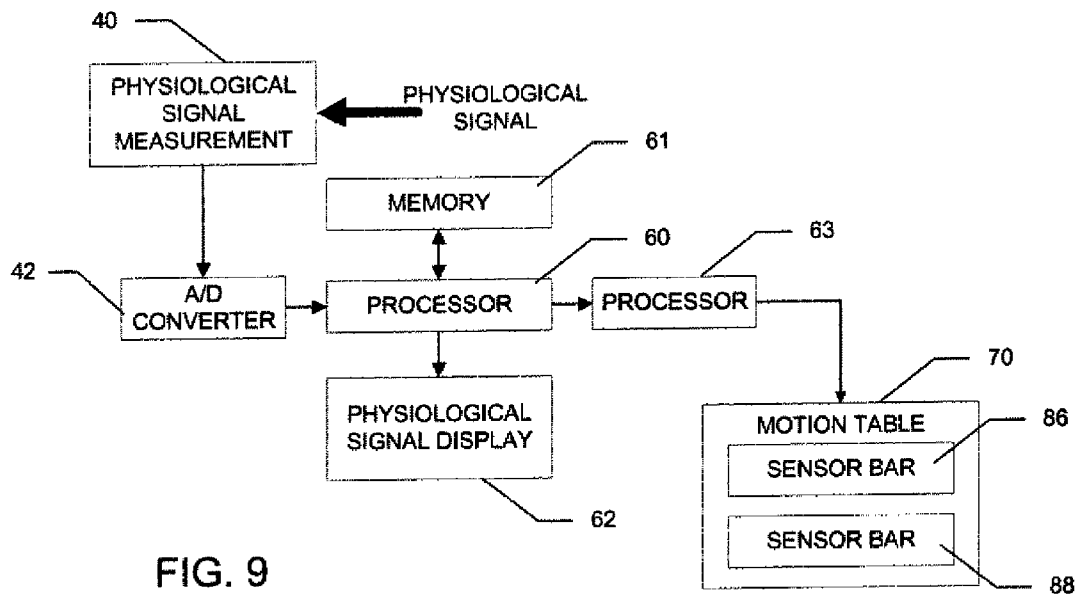 40
PHYSIOLOGICAL
SIGNAL
MEASUREMENT
PHYSIOLOGICAL
SIGNAL
61
MEMORY
60
63
42
A/D
CONVERTER
PROCESSOR
PROCESSOR
70
PHYSIOLOGICAL
SIGNAL DISPLAY
MOTION TABLE
86
SENSOR BAR
62
SENSOR BAR
88
FIG. 9